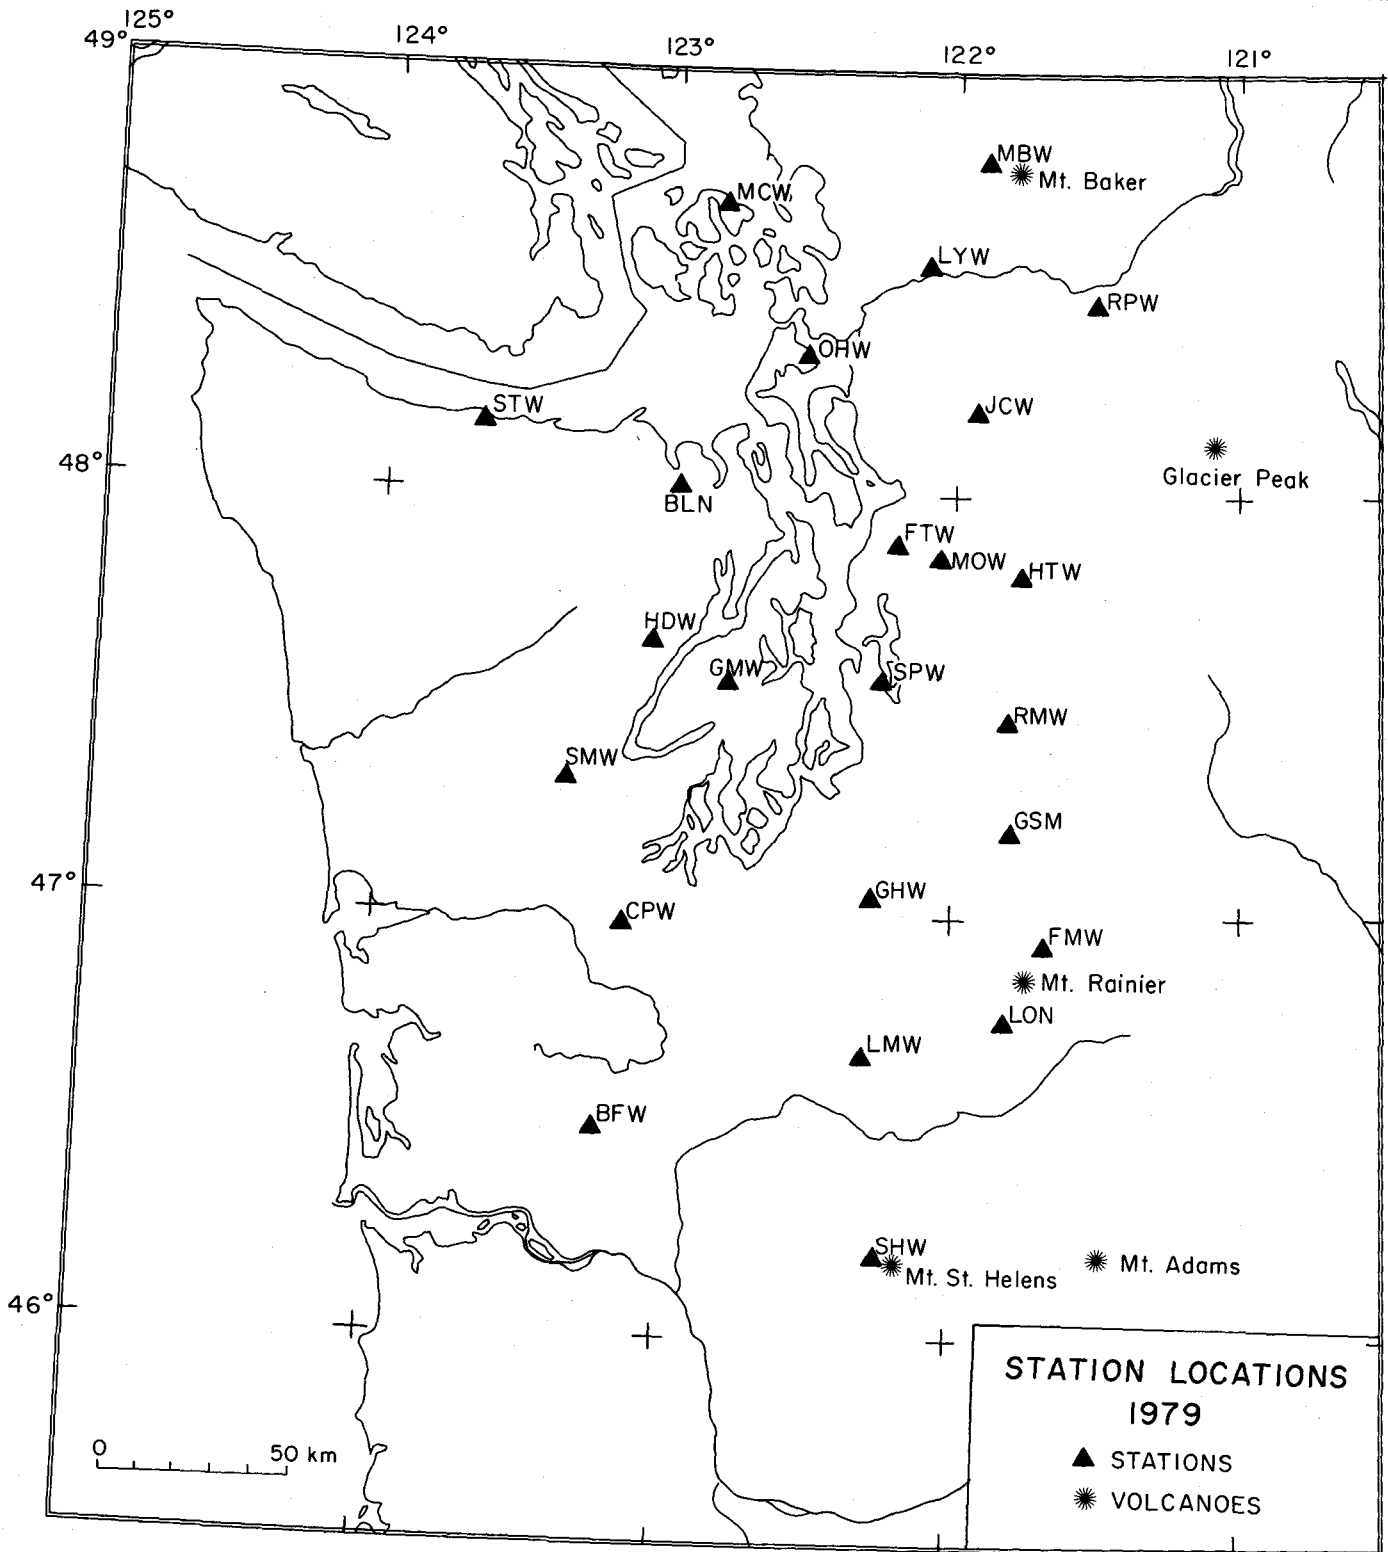 125°
49°
124°
123°
122°
121°
MBW
Mt. Baker
MCW
LYW
RPW
OHW
STW
JCW
48°
Glacier Peak
BLN
FTW
MOW
HTW
HDW
GMW
SPW
RMW
SMW
GSM
47°
GHW
CPW
FMW
Mt. Rainier
LON
LMW
BFW
SHW
Mt. St. Helens
Mt. Adams
46°
STATION LOCATIONS
1979
0 50 km
STATIONS
VOLCANOES